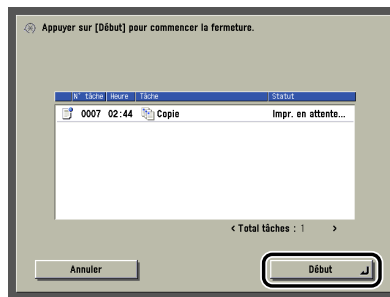 Appuyer sur [Début] pour commencer la fermeture.
N° tâche Heure Tâche Statut
0007 02:44 Copie Impr. en attente...
< Total tâches : 1 >
Annuler Début